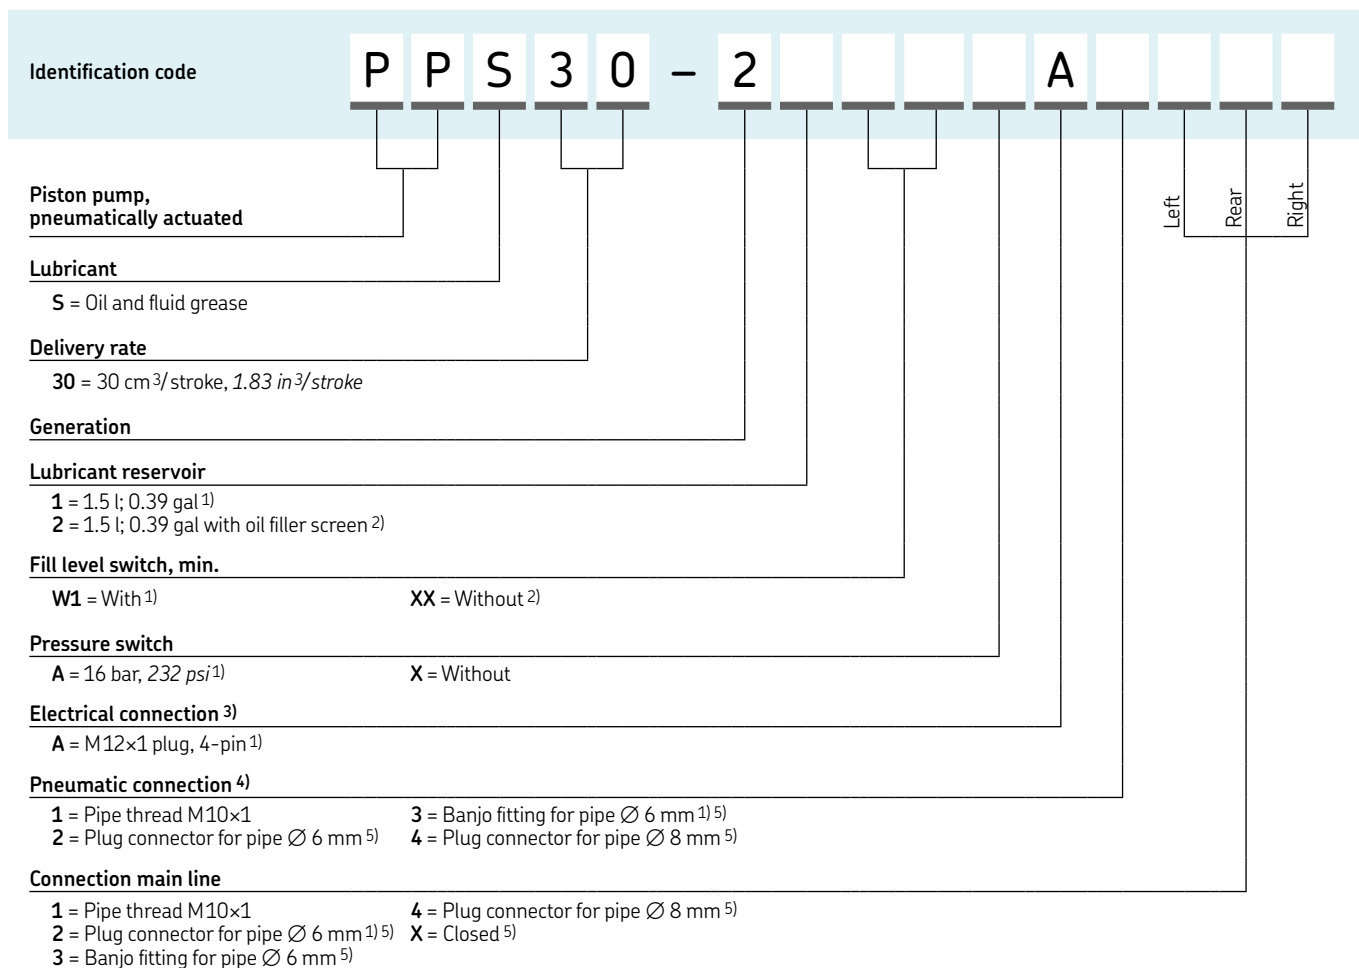 Identification code P P S 3 0 – 2 A
Left Rear Right
Piston pump,
pneumatically actuated
Lubricant
S = Oil and fluid grease
Delivery rate
30 = 30 cm3/stroke, 1.83 in3/stroke
Generation
Lubricant reservoir
1 = 1.5 l; 0.39 gal 1)
2 = 1.5 l; 0.39 gal with oil filler screen 2)
Fill level switch, min.
W1 = With 1) XX = Without 2)
Pressure switch
A = 16 bar, 232 psi 1) X = Without
Electrical connection 3)
A = M12×1 plug, 4-pin 1)
Pneumatic connection 4)
1 = Pipe thread M10×1 3 = Banjo fitting for pipe Ø 6 mm 1) 5)
2 = Plug connector for pipe Ø 6 mm 5) 4 = Plug connector for pipe Ø 8 mm 5)
Connection main line
1 = Pipe thread M10×1 4 = Plug connector for pipe Ø 8 mm 5)
2 = Plug connector for pipe Ø 6 mm 1) 5) X = Closed 5)
3 = Banjo fitting for pipe Ø 6 mm 5)